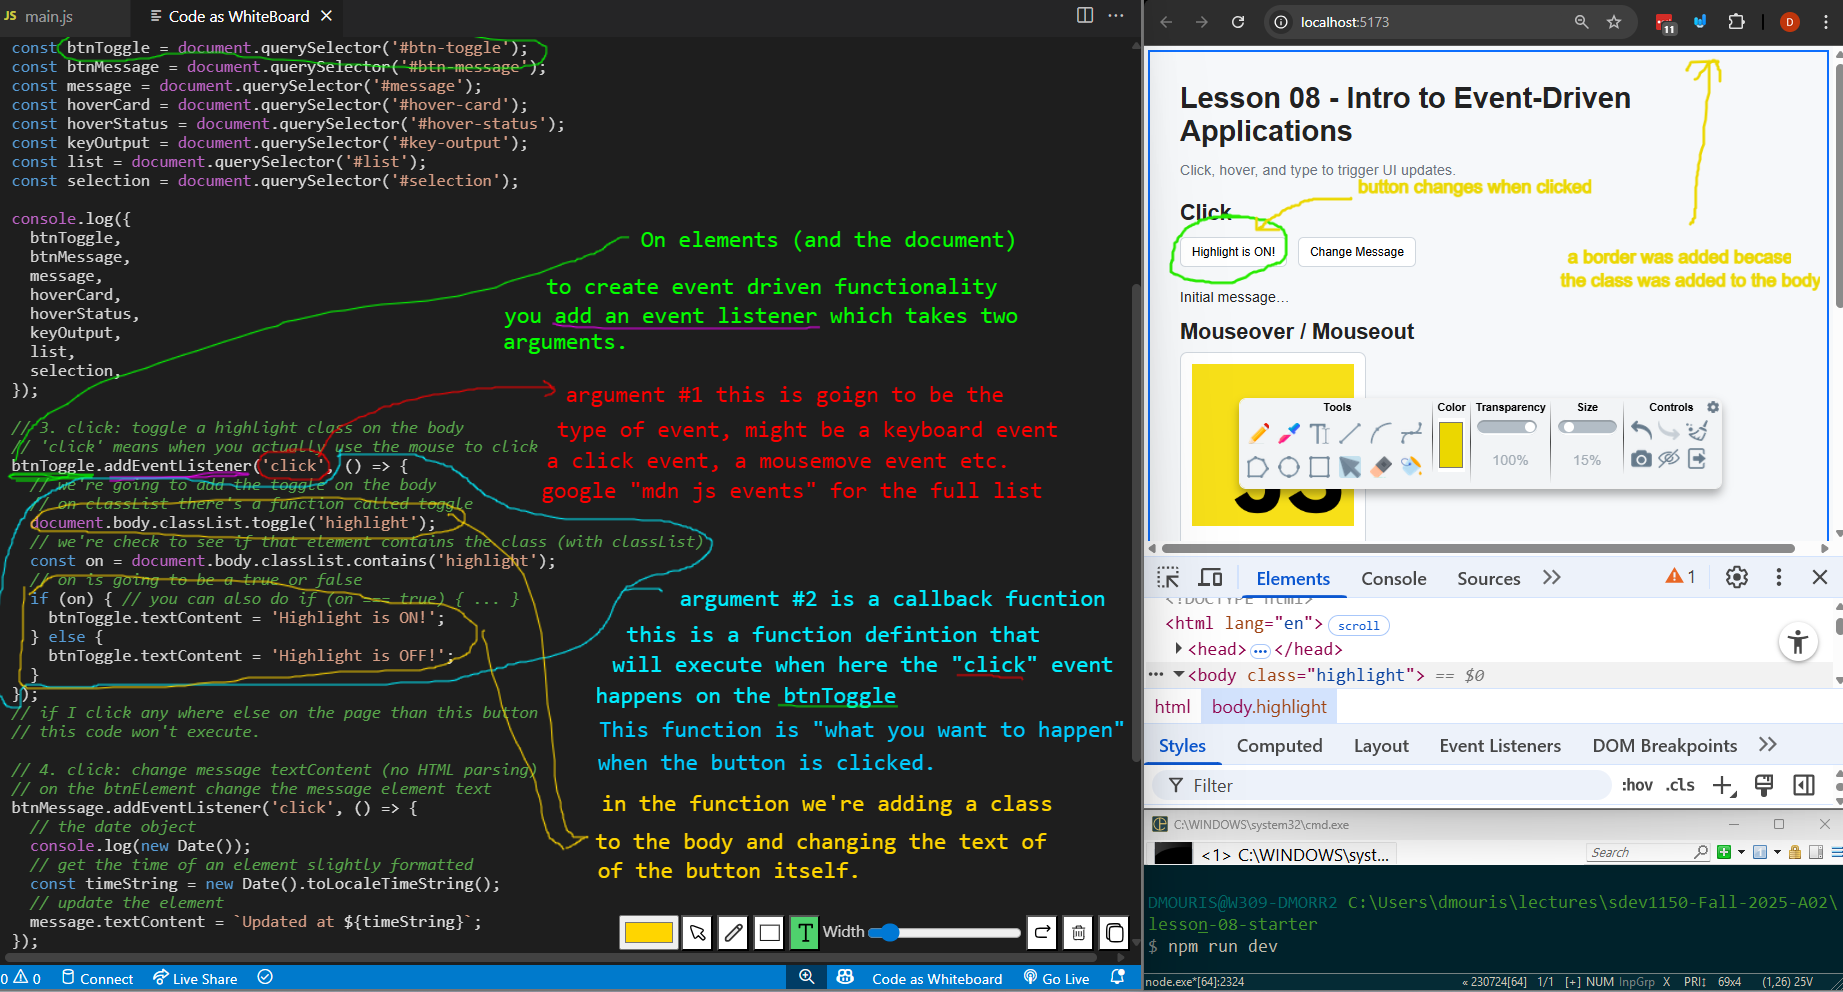 main.js
Code as WhiteBoard
const btnToggle = document.querySelector('#btn-toggle');
const btnMessage = document.querySelector('#btn-message');
const message = document.querySelector('#message');
const hoverCard = document.querySelector('#hover-card');
const hoverStatus = document.querySelector('#hover-status');
const keyOutput = document.querySelector('#key-output');
const list = document.querySelector('#list');
const selection = document.querySelector('#selection');
console.log({
btnToggle,
btnMessage,
message,
hoverCard,
hoverStatus,
keyOutput,
list,
selection,
});
// 3. click: toggle a highlight class on the body
// 'click' means when you actually use the mouse to click
btnToggle.addEventListener('click', () => {
// we're going to add the toggle on the body
// on classlist there's a function called toggle
document.body.classList.toggle('highlight');
// we're check to see if that element contains the class (with classList)
const on = document.body.classList.contains('highlight');
// on is going to be a true or false
if (on) { // you can also do if (on === true) { ... }
btnToggle.textContent = 'Highlight is ON!';
} else {
btnToggle.textContent = 'Highlight is OFF!';
}
});
// if I click any where else on the page than this button
// this code won't execute.
// 4. click: change message textContent (no HTML parsing)
// on the btnElement change the message element text
btnMessage.addEventListener('click', () => {
// the date object
console.log(new Date());
// get the time of an element slightly formatted
const timeString = new Date().toLocaleTimeString();
// update the element
message.textContent = `Updated at ${timeString}`;
});
On elements (and the document)
to create event driven functionality
you add an event listener which takes two
arguments.
argument #1 this is goign to be the
type of event, might be a keyboard event
a click event, a mousemove event etc.
google "mdn js events" for the full list
argument #2 is a callback fucntion
this is a function defintion that
will execute when here the "click" event
happens on the btnToggle
This function is "what you want to happen"
when the button is clicked.
in the function we're adding a class
to the body and changing the text of
of the button itself.
T Width
0 0 Connect Live Share Code as Whiteboard Go Live
localhost:5173
11
D
Lesson 08 - Intro to Event-Driven
Applications
Click, hover, and type to trigger UI updates.
button changes when clicked
Click
Highlight is ON! Change Message
a border was added becase
the class was added to the body
Initial message…
Mouseover / Mouseout
Tools Color Transparency Size Controls
100% 15%
Elements Console Sources 1
<!DOCTYPE html>
<html lang="en"> scroll
<head> </head>
<body class="highlight"> == $0
html body.highlight
Styles Computed Layout Event Listeners DOM Breakpoints
Filter :hov .cls
C:\WINDOWS\system32\cmd.exe
<1> C:\WINDOWS\syst...
Search
DMOURIS@W309-DMORR2 C:\Users\dmouris\lectures\sdev1150-Fall-2025-A02\
lesson-08-starter
$ npm run dev
node.exe*[64]:2324 « 230724[64] 1/1 [+] NUM InpGrp X PRI↕ 69x4 (1,26) 25V